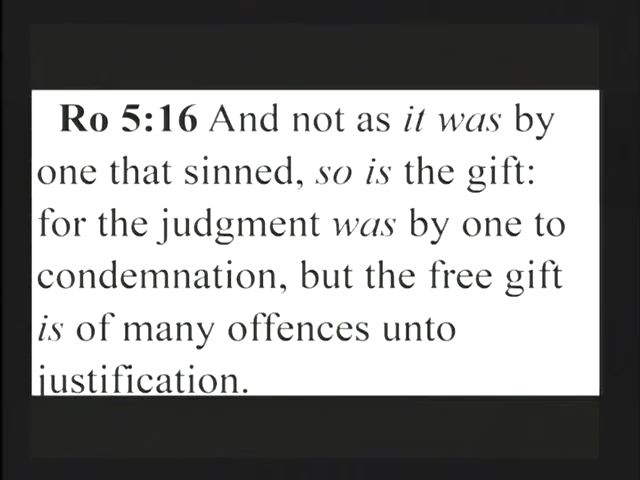 Ro 5:16 And not as it was by
one that sinned, so is the gift:
for the judgment was by one to
condemnation, but the free gift
is of many offences unto
justification.